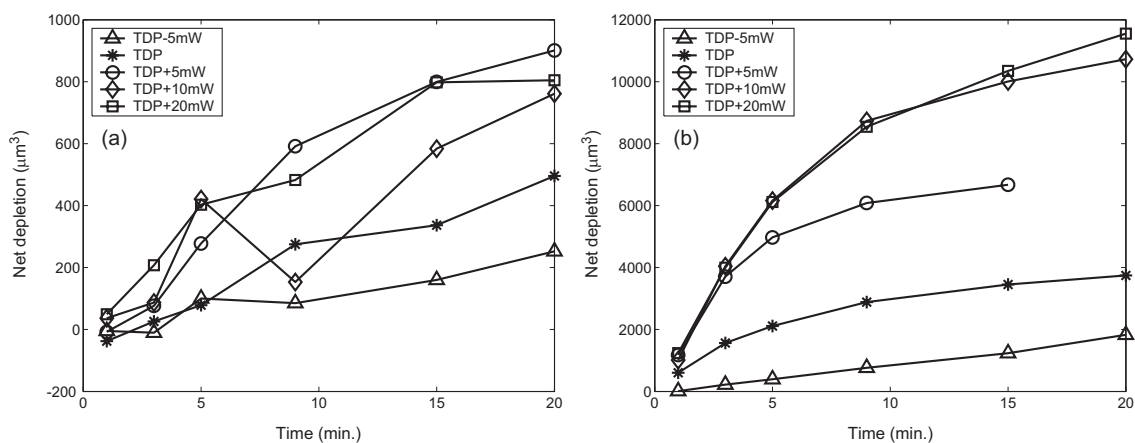 1000
800
600
400
200
0
-200
0
5
10
15
20
Net depletion (μm³)
Time (min.)
TDP-5mW
TDP
TDP+5mW
TDP+10mW
TDP+20mW
(a)
12000
10000
8000
6000
4000
2000
0
0
5
10
15
20
Net depletion (μm³)
Time (min.)
TDP-5mW
TDP
TDP+5mW
TDP+10mW
TDP+20mW
(b)